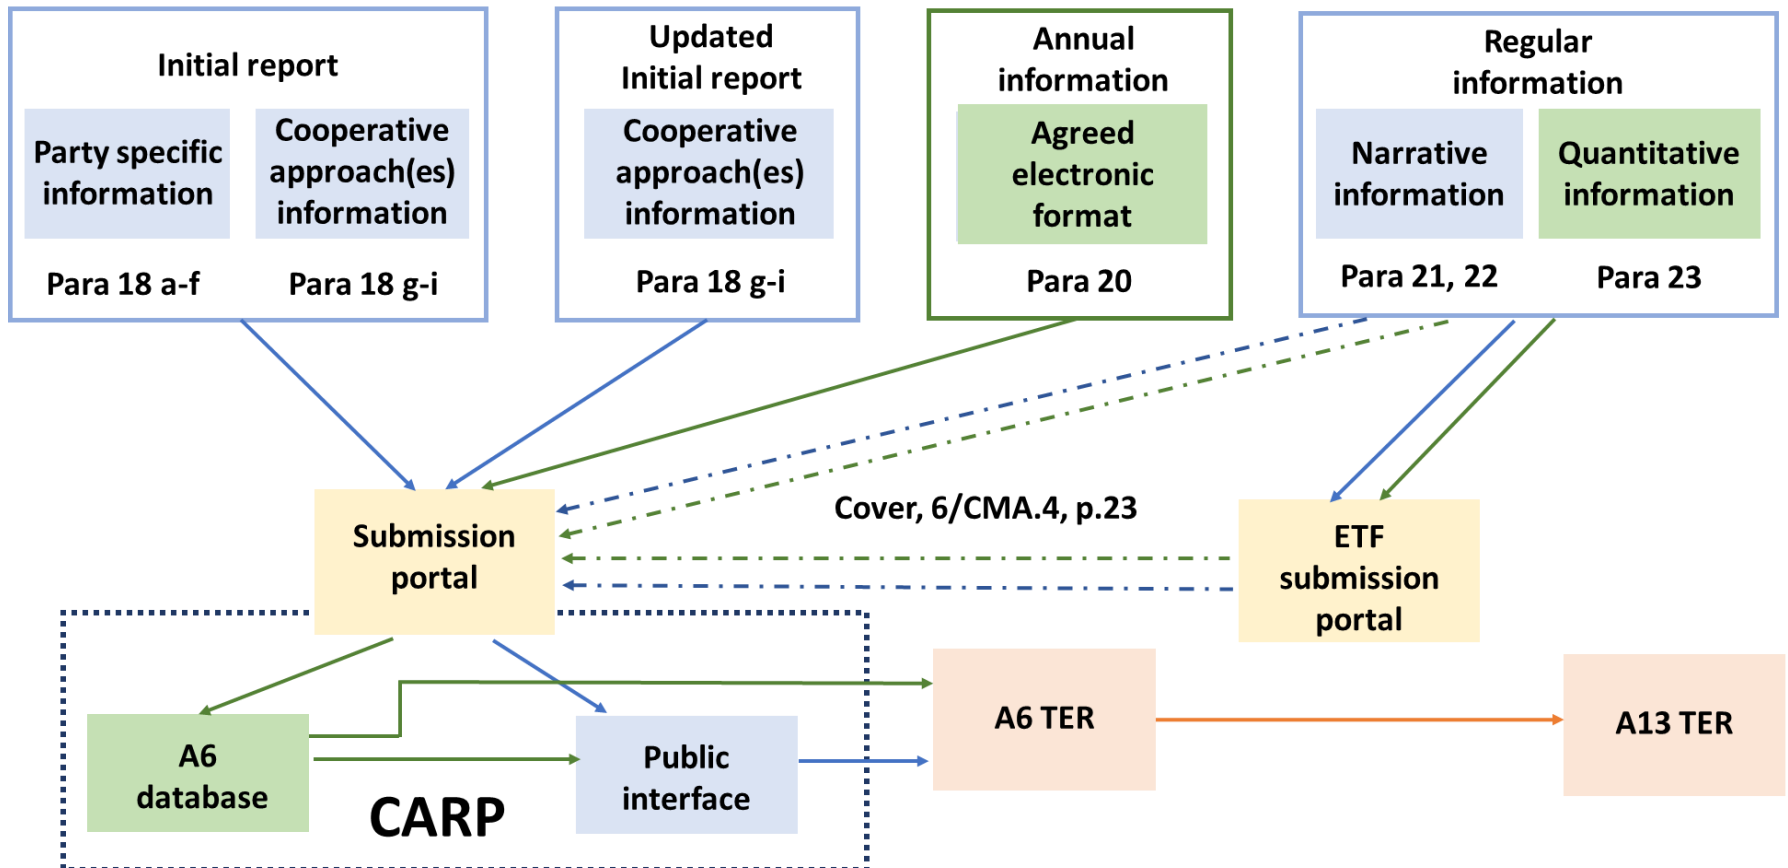 Initial report
Party specific
information
Cooperative
approach(es)
information
Para 18 a-f
Para 18 g-i
Updated
Initial report
Cooperative
approach(es)
information
Para 18 g-i
Annual
information
Agreed
electronic
format
Para 20
Regular
information
Narrative
information
Quantitative
information
Para 21, 22
Para 23
Submission
portal
Cover, 6/CMA.4, p.23
ETF
submission
portal
A6
database
CARP
Public
interface
A6 TER
A13 TER